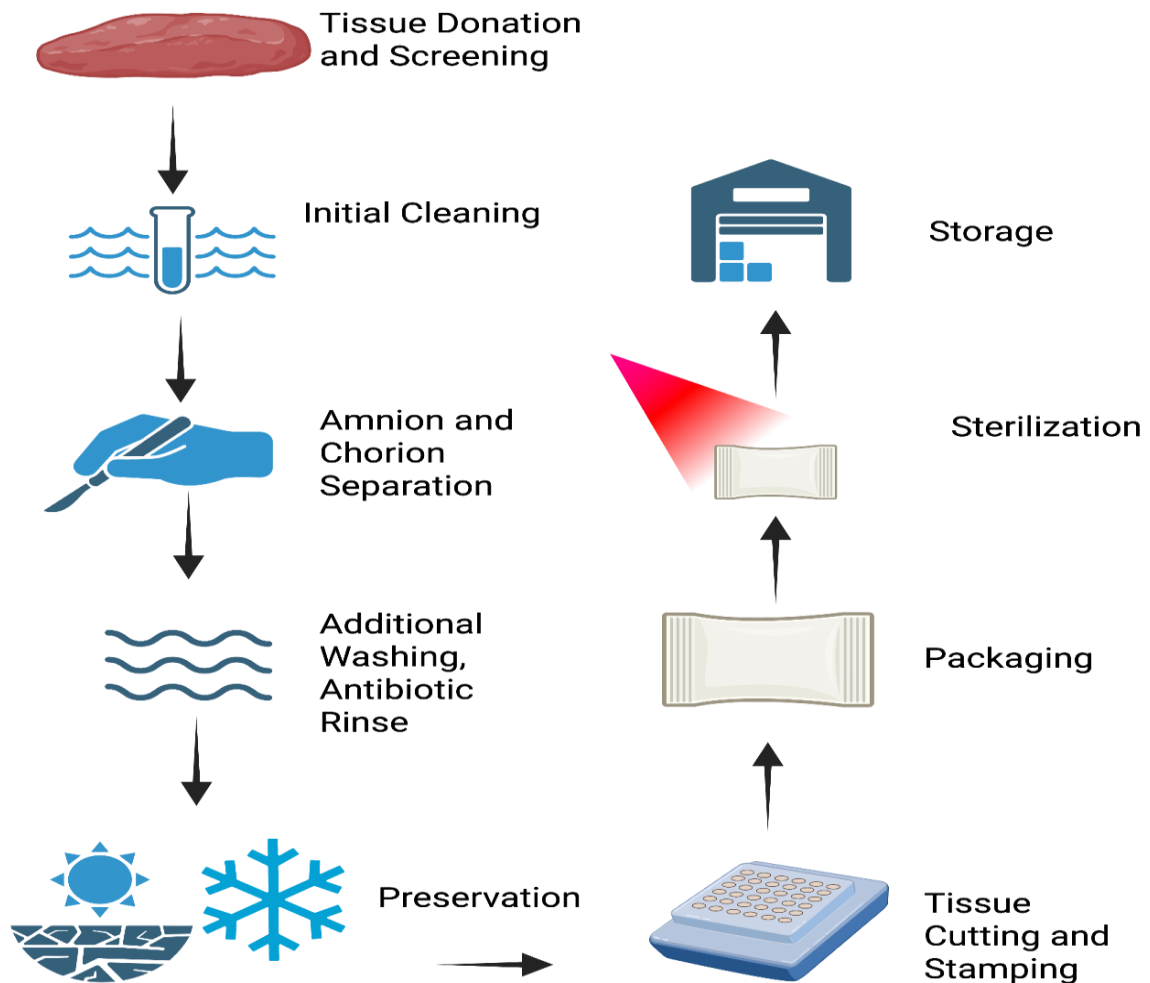 Tissue Donation
and Screening
Initial Cleaning
Amnion and
Chorion
Separation
Additional
Washing,
Antibiotic
Rinse
Preservation
Tissue
Cutting and
Stamping
Packaging
Sterilization
Storage